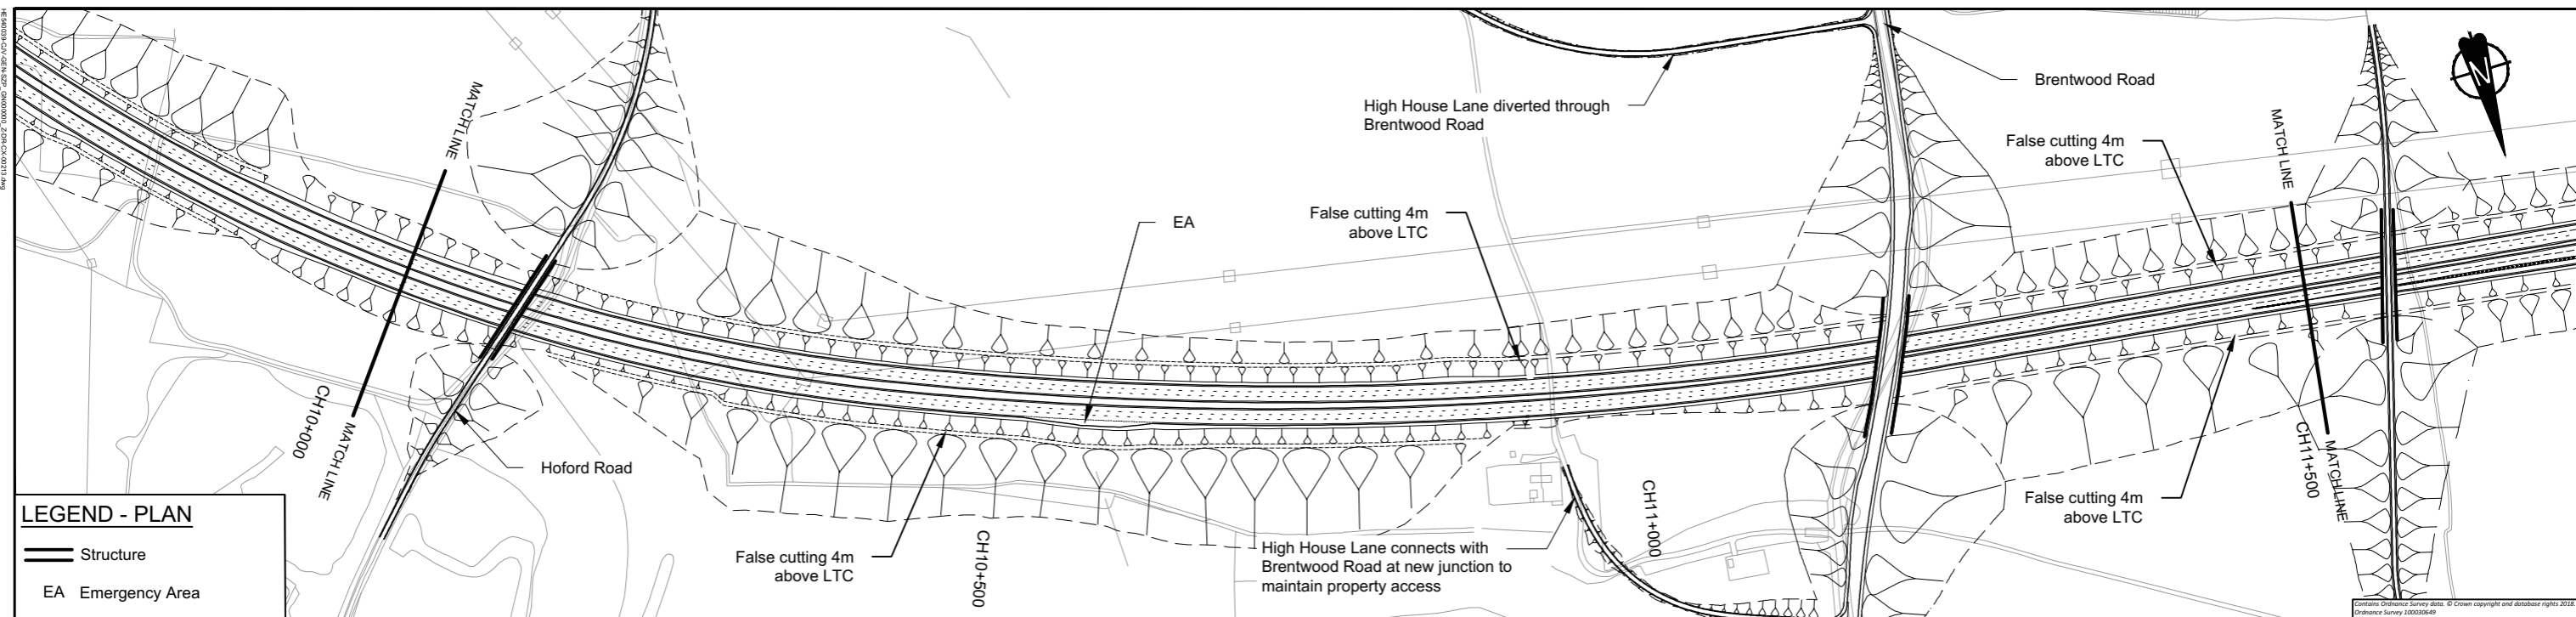 MATCH LINE
High House Lane diverted through
Brentwood Road
Brentwood Road
N
False cutting 4m
above LTC
MATCH LINE
EA
False cutting 4m
above LTC
CH10+000
MATCH LINE
Hoford Road
False cutting 4m
above LTC
CH10+500
High House Lane connects with
Brentwood Road at new junction to
maintain property access
CH11+000
False cutting 4m
above LTC
CH11+500
MATCH LINE
LEGEND - PLAN
Structure
EA Emergency Area
Contains Ordnance Survey data. © Crown copyright and database rights 2018.
Ordnance Survey 100030649